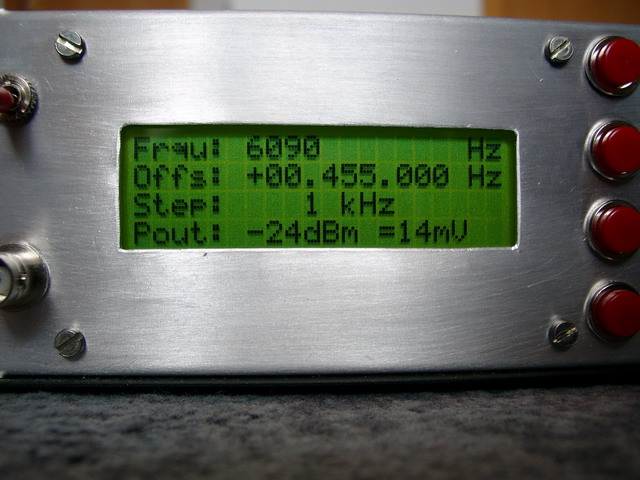 Frqu: 6090 Hz
Offs: +00.455.000 Hz
Step: 1 kHz
Pout: -24dBm =14mV